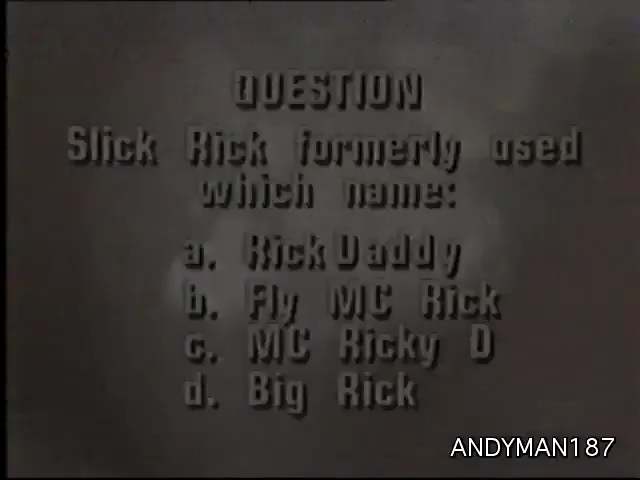 QUESTION
Slick Rick formerly used
which name:
a. Rick Daddy
b. Fly MC Rick
c. MC Ricky D
d. Big Rick
ANDYMAN187